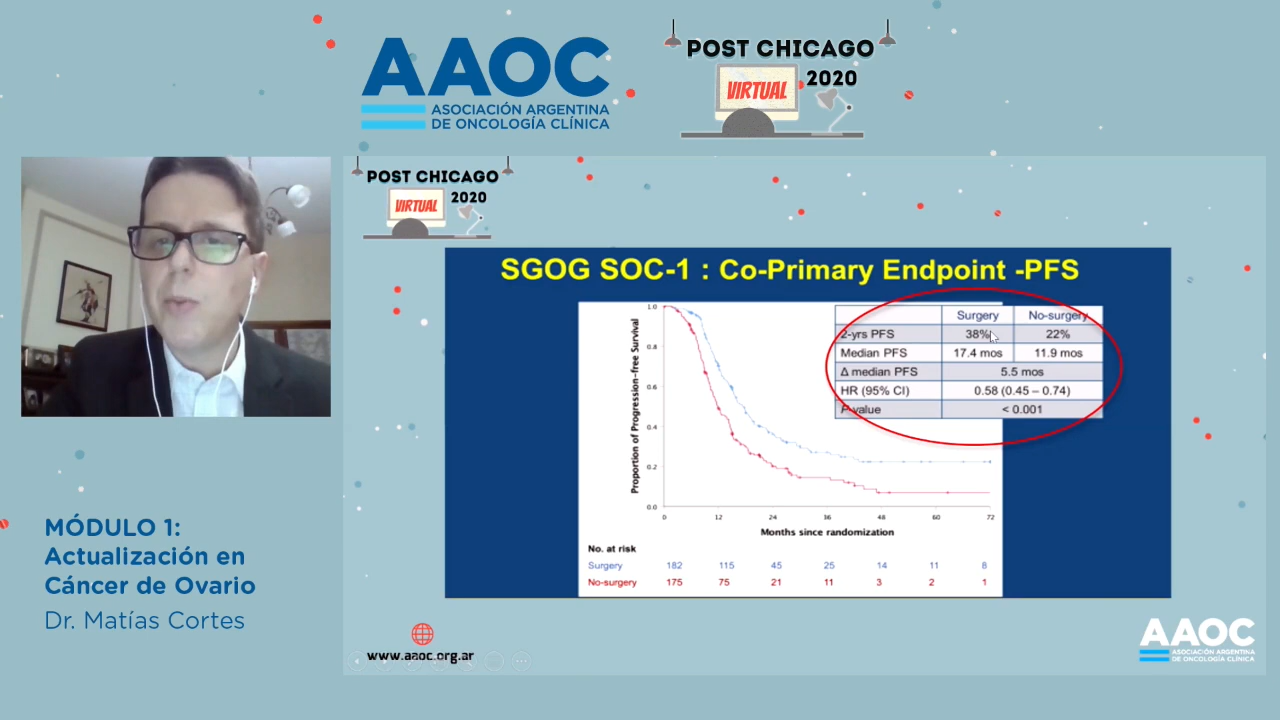 AAOC
ASOCIACIÓN ARGENTINA
DE ONCOLOGÍA CLÍNICA
POST CHICAGO
2020
VIRTUAL
POST CHICAGO
2020
VIRTUAL
SGOG SOC-1 : Co-Primary Endpoint -PFS
Surgery No-surgery
2-yrs PFS 38% 22%
Median PFS 17.4 mos 11.9 mos
Δ median PFS 5.5 mos
HR (95% CI) 0.58 (0.45 – 0.74)
P value < 0.001
Proportion of Progression-free Survival
1.0
0.8
0.6
0.4
0.2
0.0
0 12 24 36 48 60 72
Months since randomization
No. at risk
Surgery 182 115 45 25 14 11 8
No-surgery 175 75 21 11 3 2 1
MÓDULO 1:
Actualización en
Cáncer de Ovario
Dr. Matías Cortes
www.aaoc.org.ar
AAOC
ASOCIACIÓN ARGENTINA
DE ONCOLOGÍA CLÍNICA